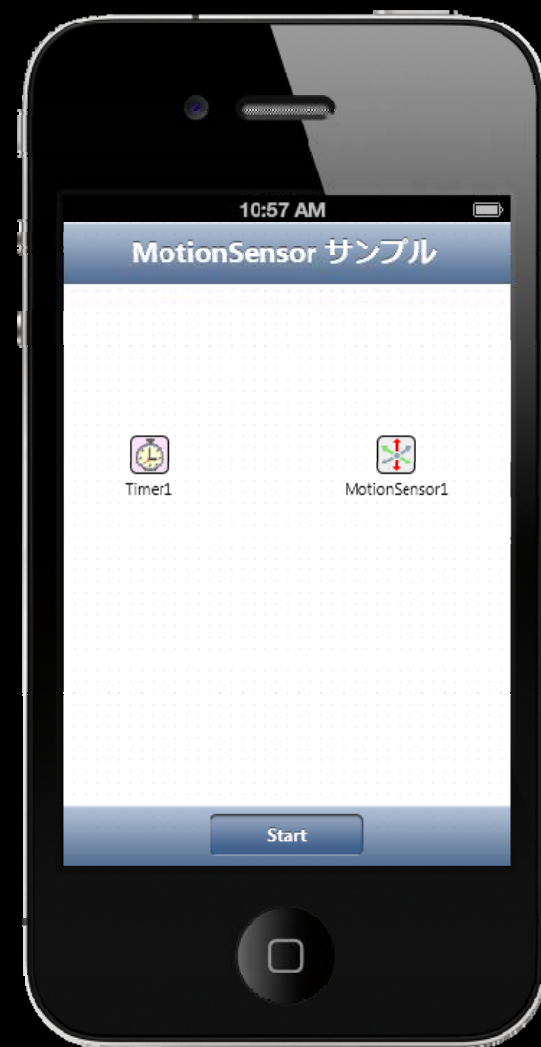 10:57 AM
MotionSensor サンプル
Timer1
MotionSensor1
Start